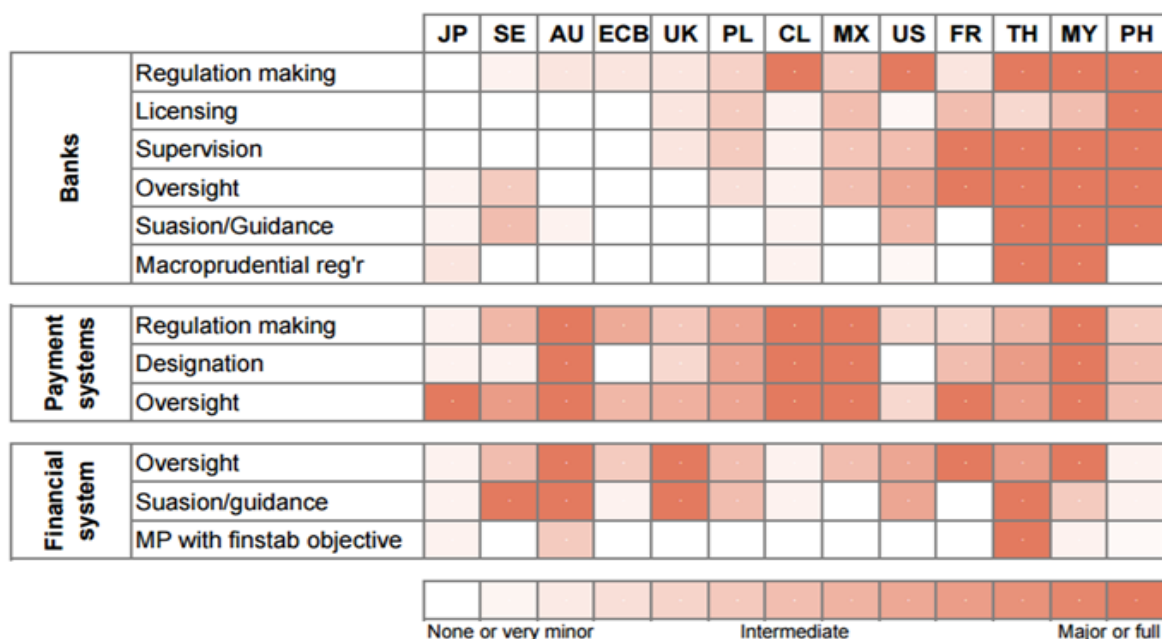 JP SE AU ECB UK PL CL MX US FR TH MY PH
Banks
Regulation making
Licensing
Supervision
Oversight
Suasion/Guidance
Macroprudential reg'r
Payment
systems
Regulation making
Designation
Oversight
Financial
system
Oversight
Suasion/guidance
MP with finstab objective
None or very minor Intermediate Major or full